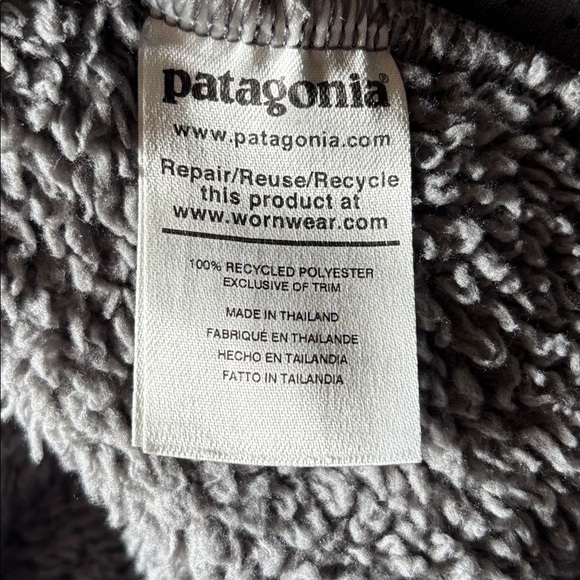 patagonia®
www.patagonia.com
Repair/Reuse/Recycle
this product at
www.wornwear.com
100% RECYCLED POLYESTER
EXCLUSIVE OF TRIM
MADE IN THAILAND
FABRIQUÉ EN THAÏLANDE
HECHO EN TAILANDIA
FATTO IN TAILANDIA